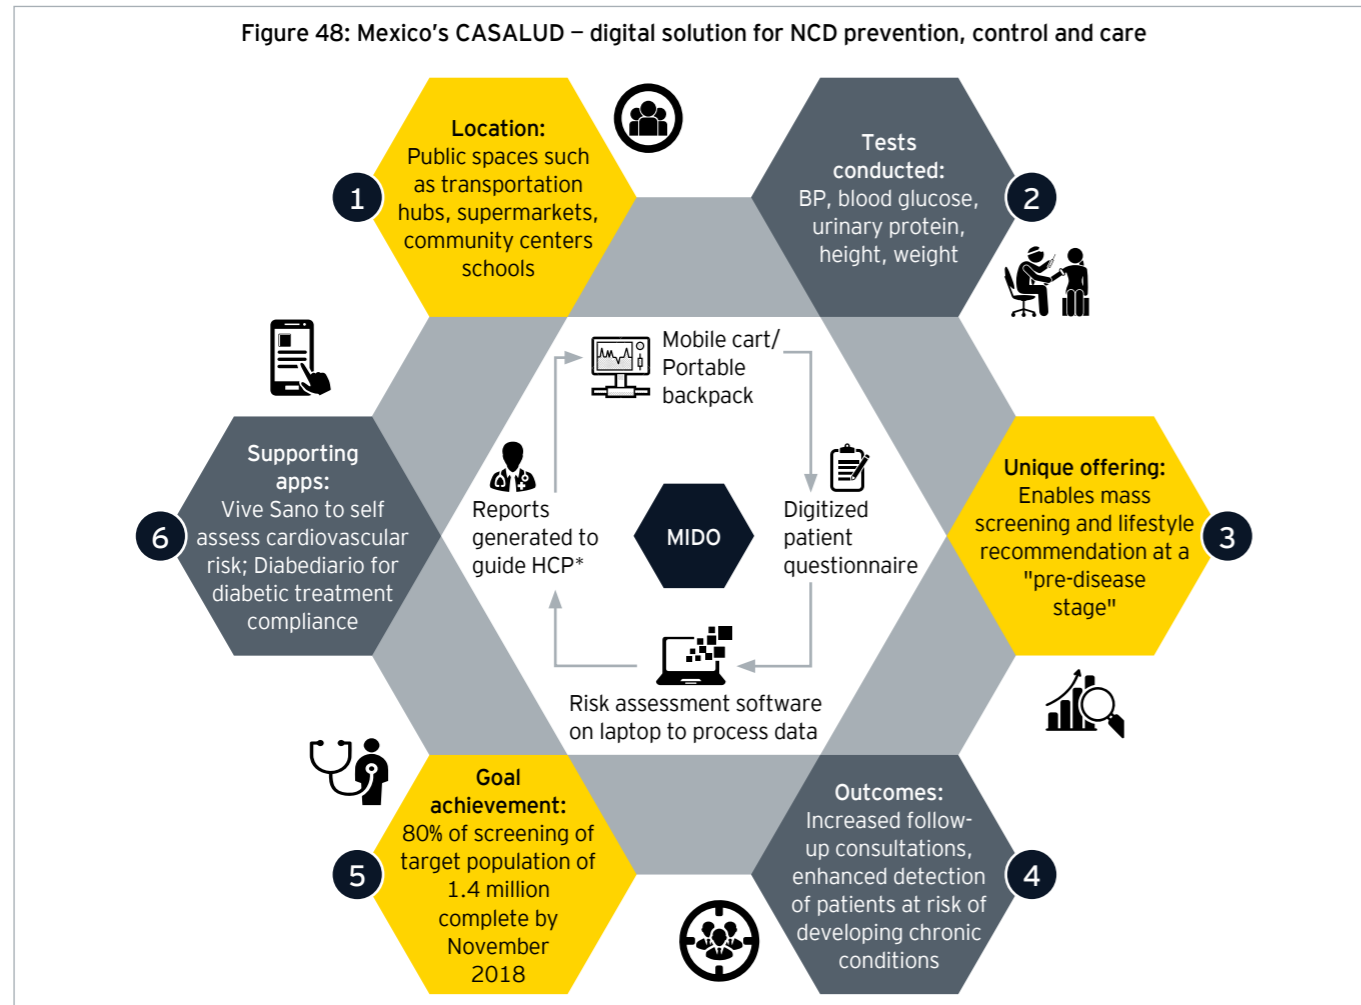 Figure 48: Mexico's CASALUD – digital solution for NCD prevention, control and care
1
Location:
Public spaces such
as transportation
hubs, supermarkets,
community centers
schools
Tests
conducted:
BP, blood glucose,
urinary protein,
height, weight
2
Unique offering:
Enables mass
screening and lifestyle
recommendation at a
"pre-disease
stage"
3
Outcomes:
Increased follow-
up consultations,
enhanced detection
of patients at risk of
developing chronic
conditions
4
5
Goal
achievement:
80% of screening of
target population of
1.4 million
complete by
November
2018
6
Supporting
apps:
Vive Sano to self
assess cardiovascular
risk; Diabediario for
diabetic treatment
compliance
Mobile cart/
Portable
backpack
Digitized
patient
questionnaire
Risk assessment software
on laptop to process data
Reports
generated to
guide HCP*
MIDO